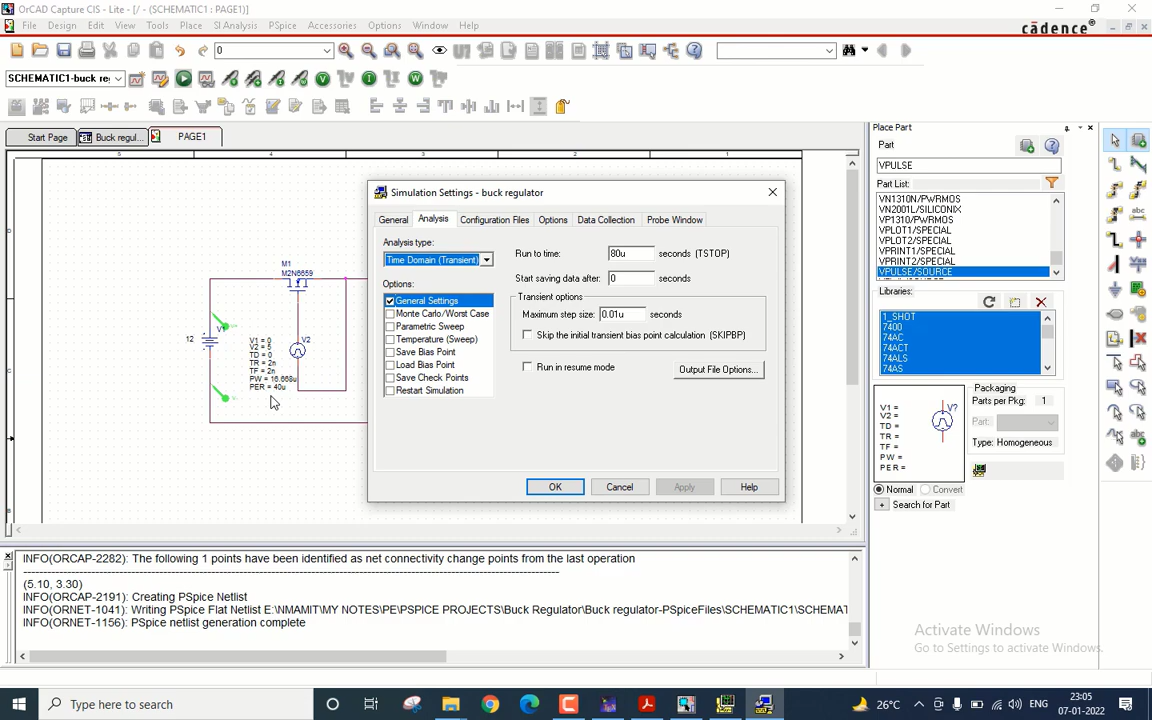 OrCAD Capture CIS - Lite - [/ - (SCHEMATIC1 : PAGE1)]
File Design Edit View Tools Place SI Analysis PSpice Accessories Options Window Help
cādence®
0
SCHEMATIC1-buck re
Start Page
Buck regul...
PAGE1
5
3
2
1
Place Part
Part
VPULSE
Part List:
VN1310N/PWRMOS
VN2001L/SILICONIX
VP1310/PWRMOS
VPLOT1/SPECIAL
VPLOT2/SPECIAL
VPRINT1/SPECIAL
VPRINT2/SPECIAL
VPULSE/SOURCE
Libraries:
1_SHOT
7400
74AC
74ACT
74ALS
74AS
V1 =
V2 =
TD =
TR =
TF =
PW =
PER =
V?
Packaging
Parts per Pkg: 1
Part:
Type: Homogeneous
Normal Convert
Search for Part
M1
M2N6659
12
V1
V2
V1 = 0
V2 = 5
TD = 0
TR = 2n
TF = 2n
PW = 16.668u
PER = 40u
Simulation Settings - buck regulator
General Analysis Configuration Files Options Data Collection Probe Window
Analysis type:
Time Domain (Transient)
Options:
General Settings
Monte Carlo/Worst Case
Parametric Sweep
Temperature (Sweep)
Save Bias Point
Load Bias Point
Save Check Points
Restart Simulation
Run to time: 80u seconds (TSTOP)
Start saving data after: 0 seconds
Transient options
Maximum step size: 0.01u seconds
Skip the initial transient bias point calculation (SKIPBP)
Run in resume mode
Output File Options...
OK Cancel Apply Help
INFO(ORCAP-2282): The following 1 points have been identified as net connectivity change points from the last operation
(5.10, 3.30)
INFO(ORCAP-2191): Creating PSpice Netlist
INFO(ORNET-1041): Writing PSpice Flat Netlist E:\NMAMIT\MY NOTES\PE\PSPICE PROJECTS\Buck Regulator\Buck regulator-PSpiceFiles\SCHEMATIC1\SCHEMAT
INFO(ORNET-1156): PSpice netlist generation complete
Activate Windows
Go to Settings to activate Windows.
Type here to search
26°C
ENG
23:05
07-01-2022